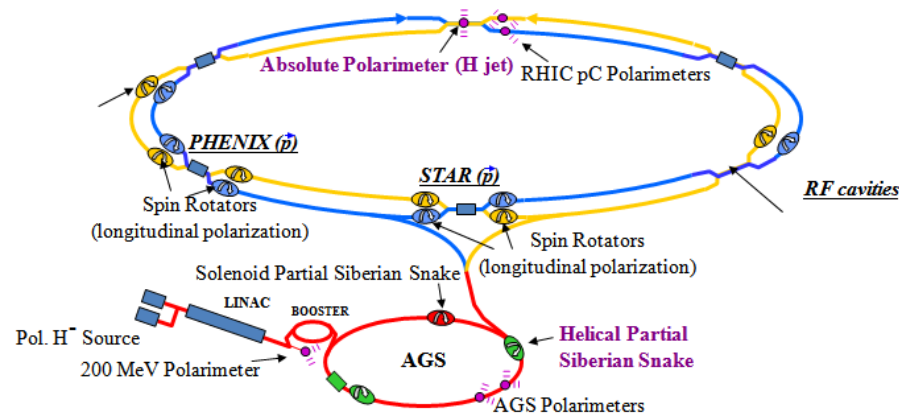 Absolute Polarimeter (H jet)
RHIC pC Polarimeters
PHENIX (p)
STAR (p)
RF cavities
Spin Rotators
(longitudinal polarization)
Spin Rotators
(longitudinal polarization)
Solenoid Partial Siberian Snake
LINAC
BOOSTER
Pol. H⁻ Source
200 MeV Polarimeter
AGS
Helical Partial
Siberian Snake
AGS Polarimeters